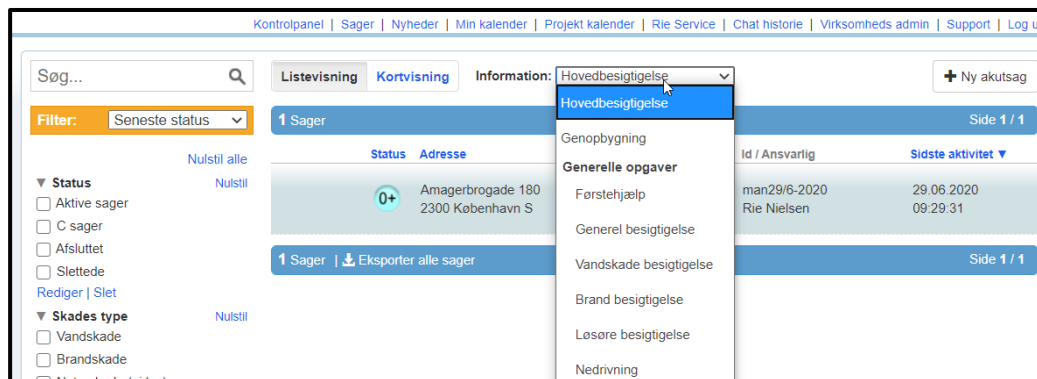 Kontrolpanel | Sager | Nyheder | Min kalender | Projekt kalender | Rie Service | Chat historie | Virksomheds admin | Support | Log u
Søg...
Listevisning Kortvisning Information: Hovedbesigtigelse
+ Ny akutsag
Filter: Seneste status
Nulstil alle
▼ Status Nulstil
Aktive sager
C sager
Afsluttet
Slettede
Rediger | Slet
▼ Skades type Nulstil
Vandskade
Brandskade
1 Sager Side 1 / 1
Status Adresse Id / Ansvarlig Sidste aktivitet ▼
0+ Amagerbrogade 180 man29/6-2020 29.06.2020
2300 København S Rie Nielsen 09:29:31
1 Sager | Eksporter alle sager Side 1 / 1
Hovedbesigtigelse
Genopbygning
Generelle opgaver
Førstehjælp
Generel besigtigelse
Vandskade besigtigelse
Brand besigtigelse
Løsøre besigtigelse
Nedrivning